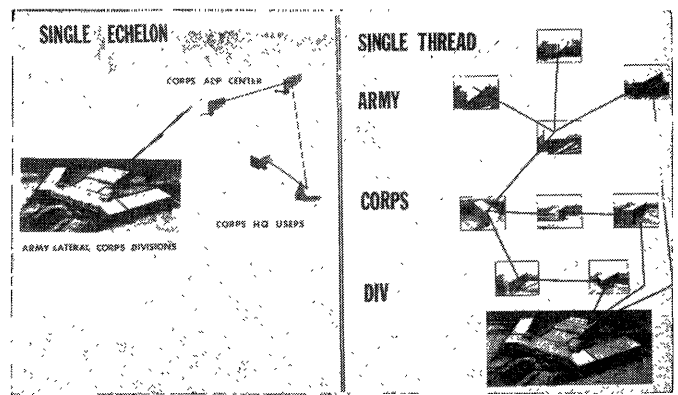 SINGLE ECHELON
CORPS ADP CENTER
CORPS HQ USERS
ARMY LATERAL CORPS DIVISIONS
SINGLE THREAD
ARMY
CORPS
DIV